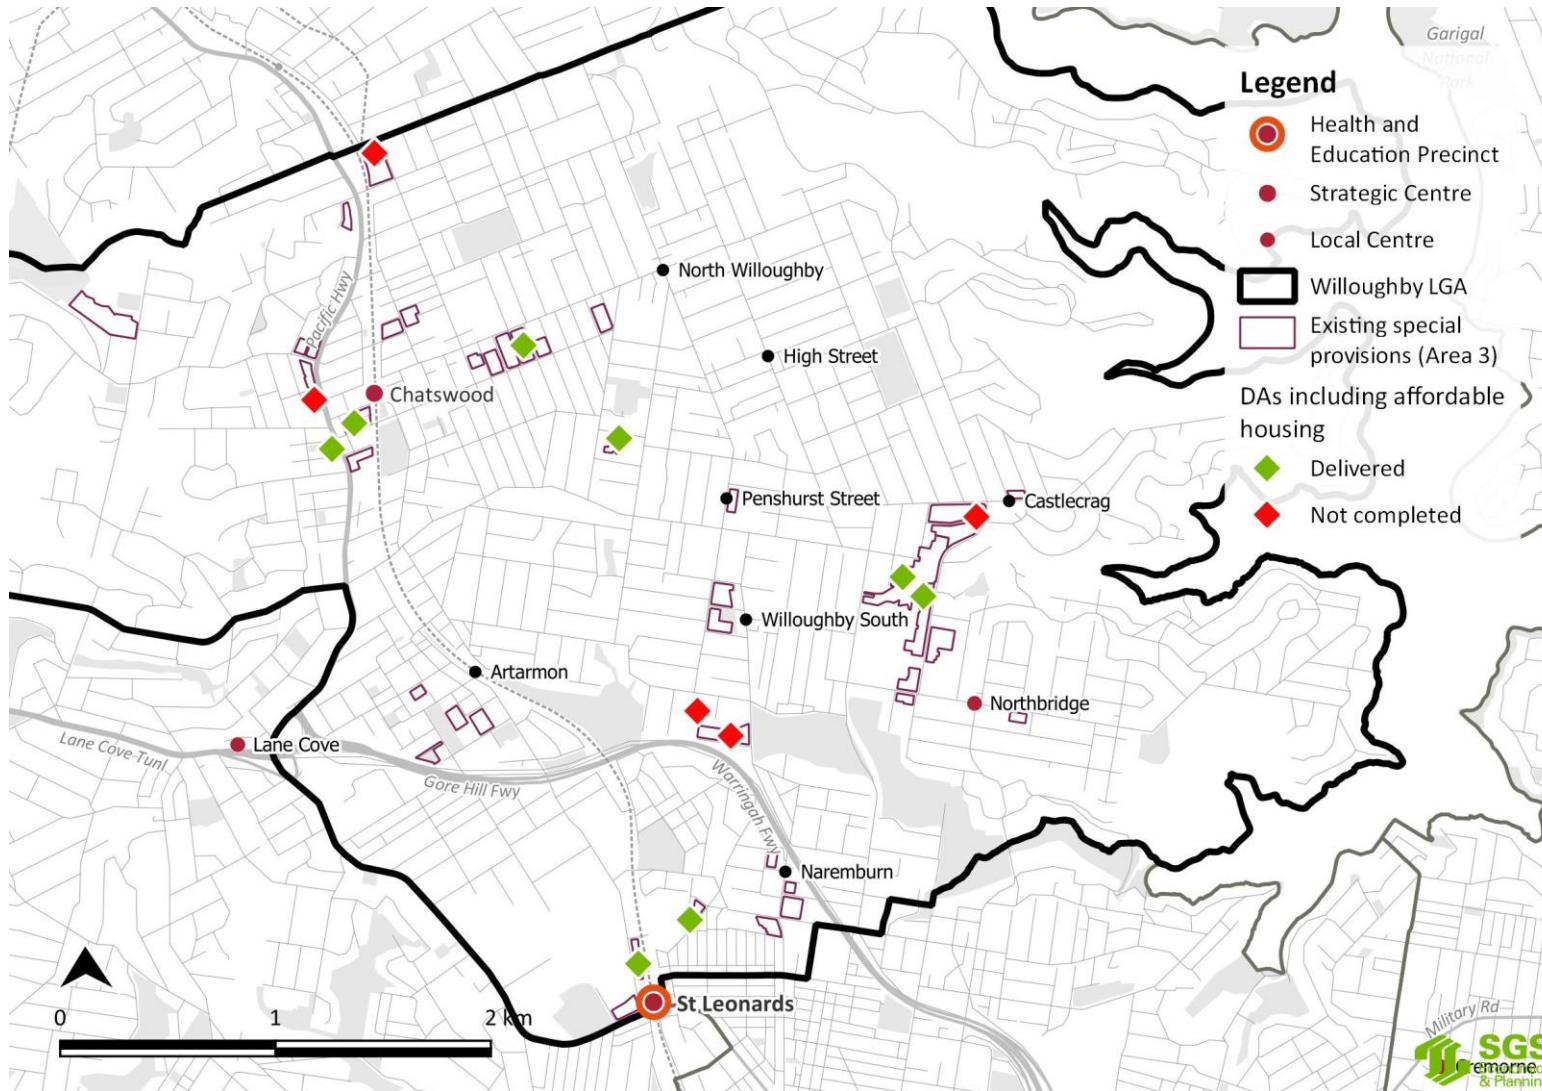 Garigal
National
Park
Legend
Health and
Education Precinct
Strategic Centre
Local Centre
Willoughby LGA
Existing special
provisions (Area 3)
DAs including affordable
housing
Delivered
Not completed
North Willoughby
Pacific Hwy
High Street
Chatswood
Penshurst Street
Castlecrag
Willoughby South
Artarmon
Northbridge
Lane Cove
Lane Cove Tunl
Gore Hill Fwy
Warringah Fwy
Naremburn
St Leonards
0 1 2 km
Military Rd
SGS
Cremorne
& Planning